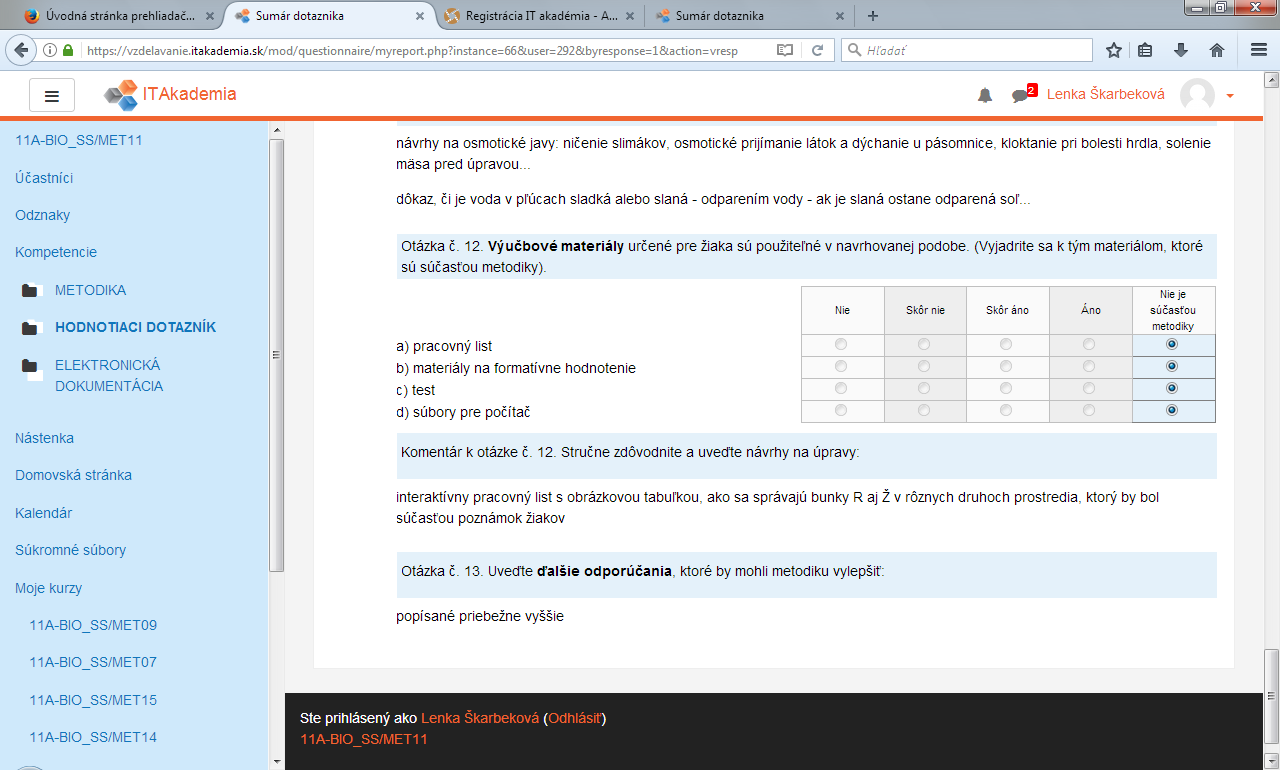 Úvodná stránka prehliadač...
Sumár dotaznika
Registrácia IT akadémia - A...
Sumár dotaznika
https://vzdelavanie.itakademia.sk/mod/questionnaire/myreport.php?instance=66&user=292&byresponse=1&action=vresp
Hľadať
ITAkademia
2
Lenka Škarbeková
11A-BIO_SS/MET11
Účastníci
Odznaky
Kompetencie
METODIKA
HODNOTIACI DOTAZNÍK
ELEKTRONICKÁ
DOKUMENTÁCIA
Nástenka
Domovská stránka
Kalendár
Súkromné súbory
Moje kurzy
11A-BIO_SS/MET09
11A-BIO_SS/MET07
11A-BIO_SS/MET15
11A-BIO_SS/MET14
návrhy na osmotické javy: ničenie slimákov, osmotické prijímanie látok a dýchanie u pásomnice, kloktanie pri bolesti hrdla, solenie
mäsa pred úpravou...
dôkaz, či je voda v pľúcach sladká alebo slaná - odparením vody - ak je slaná ostane odparená soľ...
Otázka č. 12. Výučbové materiály určené pre žiaka sú použiteľné v navrhovanej podobe. (Vyjadrite sa k tým materiálom, ktoré
sú súčasťou metodiky).
Nie
Skôr nie
Skôr áno
Áno
Nie je
súčasťou
metodiky
a) pracovný list
b) materiály na formatívne hodnotenie
c) test
d) súbory pre počítač
Komentár k otázke č. 12. Stručne zdôvodnite a uveďte návrhy na úpravy:
interaktívny pracovný list s obrázkovou tabuľkou, ako sa správajú bunky R aj Ž v rôznych druhoch prostredia, ktorý by bol
súčasťou poznámok žiakov
Otázka č. 13. Uveďte ďalšie odporúčania, ktoré by mohli metodiku vylepšiť:
popísané priebežne vyššie
Ste prihlásený ako Lenka Škarbeková (Odhlásiť)
11A-BIO_SS/MET11